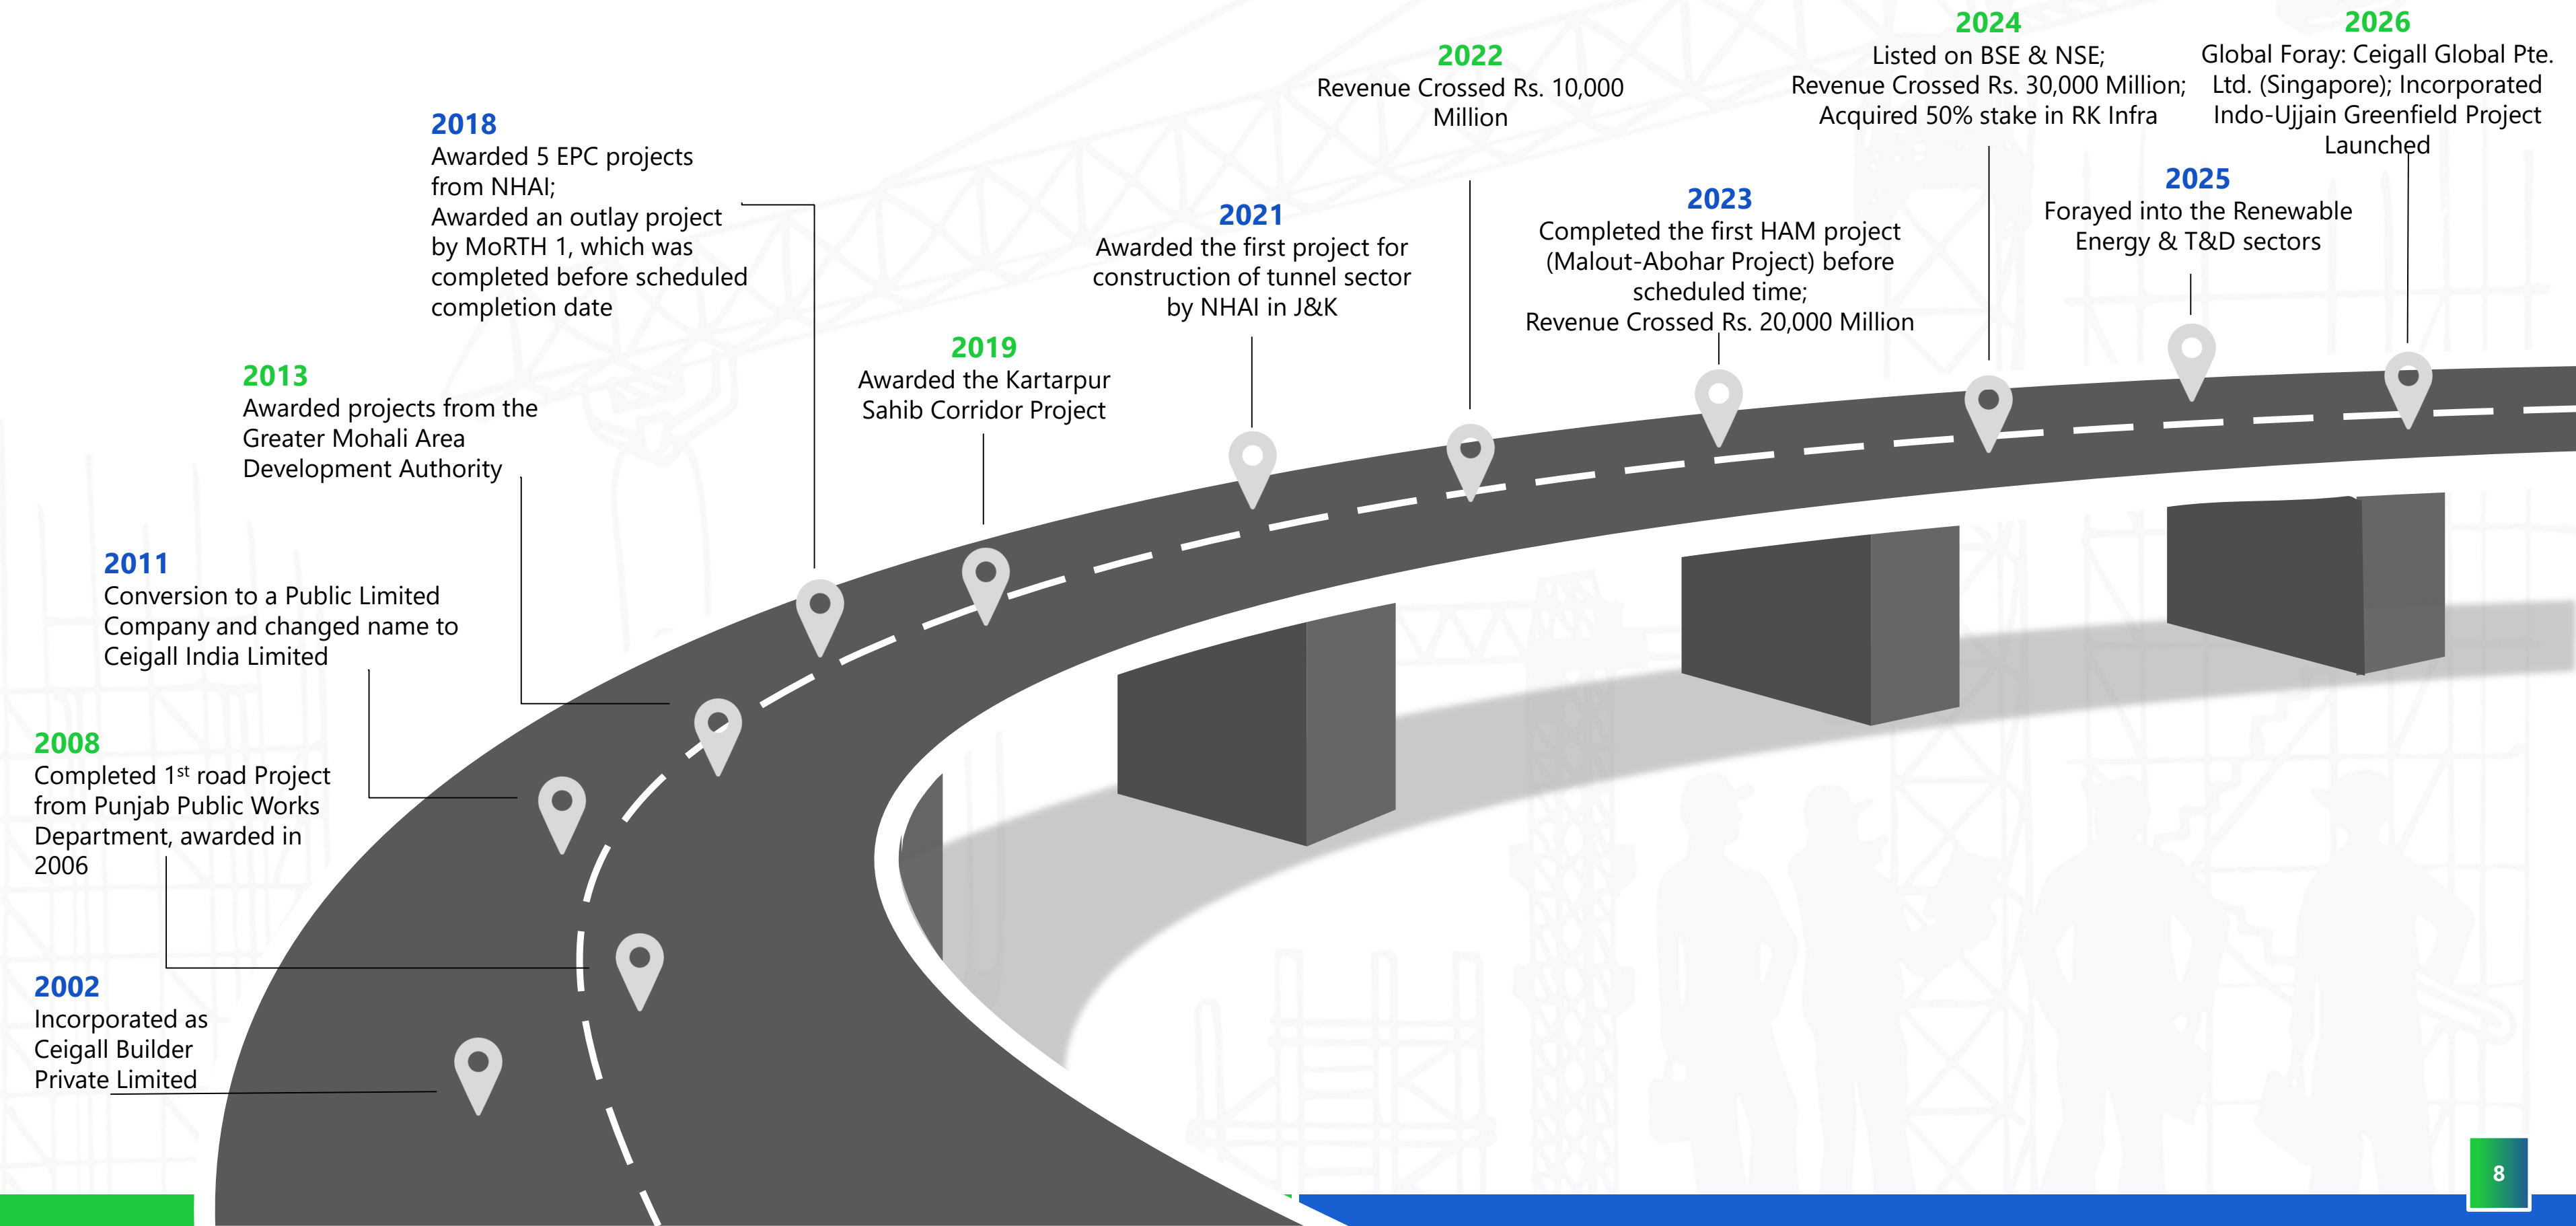 2002
Incorporated as
Ceigall Builder
Private Limited
2008
Completed 1st road Project
from Punjab Public Works
Department, awarded in
2006
2011
Conversion to a Public Limited
Company and changed name to
Ceigall India Limited
2013
Awarded projects from the
Greater Mohali Area
Development Authority
2018
Awarded 5 EPC projects
from NHAI;
Awarded an outlay project
by MoRTH 1, which was
completed before scheduled
completion date
2019
Awarded the Kartarpur
Sahib Corridor Project
2021
Awarded the first project for
construction of tunnel sector
by NHAI in J&K
2022
Revenue Crossed Rs. 10,000
Million
2023
Completed the first HAM project
(Malout-Abohar Project) before
scheduled time;
Revenue Crossed Rs. 20,000 Million
2024
Listed on BSE & NSE;
Revenue Crossed Rs. 30,000 Million;
Acquired 50% stake in RK Infra
2025
Forayed into the Renewable
Energy & T&D sectors
2026
Global Foray: Ceigall Global Pte.
Ltd. (Singapore); Incorporated
Indo-Ujjain Greenfield Project
Launched
8